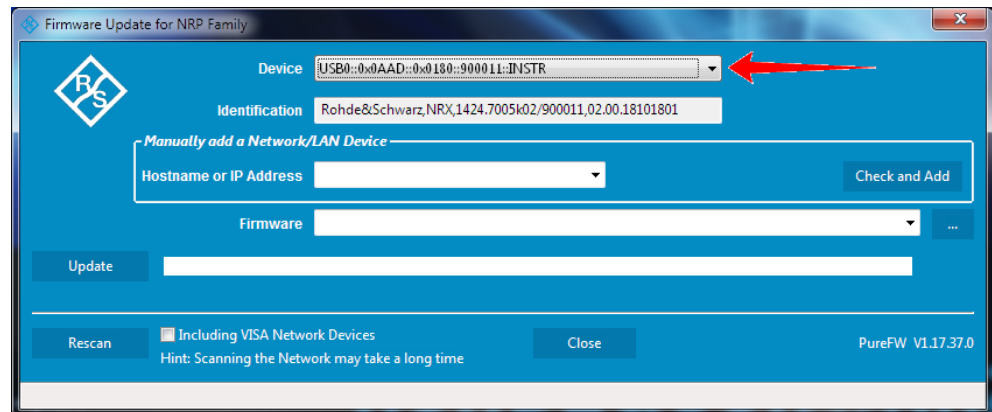 Firmware Update for NRP Family
X
R
S
Device USB0::0x0AAD::0x0180::900011::INSTR
Identification Rohde&Schwarz,NRX,1424.7005k02/900011,02.00.18101801
Manually add a Network/LAN Device
Hostname or IP Address Check and Add
Firmware ...
Update
Rescan Including VISA Network Devices Close PureFW V1.17.37.0
Hint: Scanning the Network may take a long time